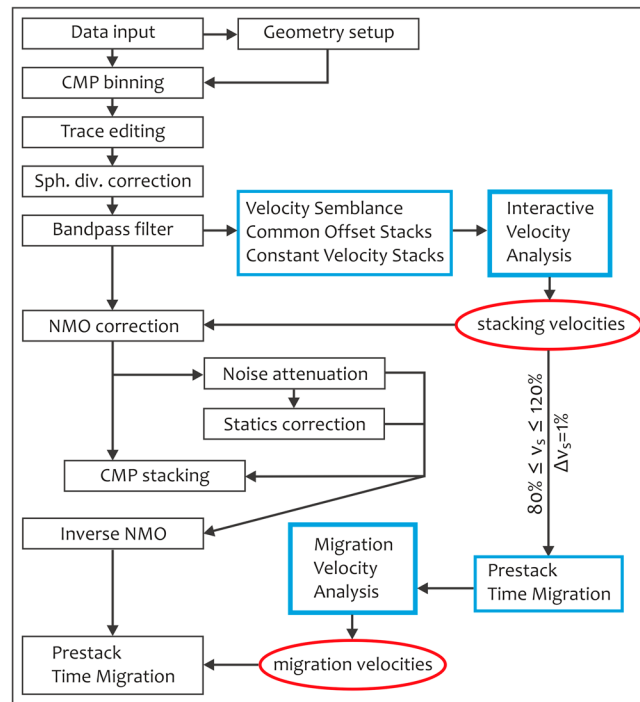 Data input
Geometry setup
CMP binning
Trace editing
Sph. div. correction
Bandpass filter
Velocity Semblance
Common Offset Stacks
Constant Velocity Stacks
Interactive
Velocity
Analysis
NMO correction
stacking velocities
Noise attenuation
Statics correction
CMP stacking
80% ≤ vₛ ≤ 120%
Δvₛ=1%
Inverse NMO
Migration
Velocity
Analysis
Prestack
Time Migration
Prestack
Time Migration
migration velocities